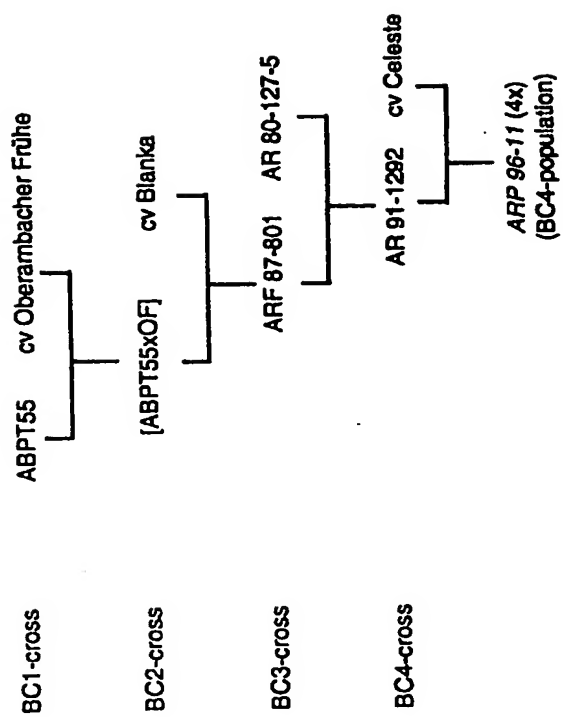 BC1-cross
ABPT55 cv Oberambacher Frühe
BC2-cross
[ABPT55xOF] cv Blanka
BC3-cross
ARF 87-801 AR 80-127-5
BC4-cross
AR 91-1292 cv Celeste
ARP 96-11 (4x)
(BC4-population)